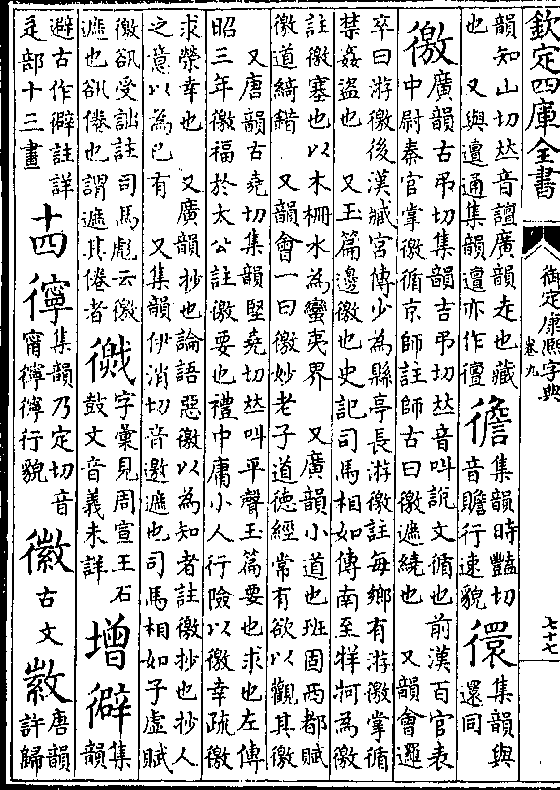 欽定四庫全書
御定康熙字典
卷九
七十七
韻知山切𠀤音譠廣韻走也藏
也　又與邅通集韻邅亦作儃
㣶集韻時豔切
音贍行速貌
㣴集韻與
還同
徼廣韻古弔切集韻古弔切𠀤音叫說文循也前漢百官表
中尉秦官掌徼循京師註師古曰徼遮繞也　又韻會邏
卒曰游徼後漢臧宮傳少為縣亭長游徼註每鄉有游徼掌循
禁姦盜也　又玉篇邊徼也史記司馬相如傳南至牂牁為徼
註徼塞也以木柵水為蠻夷界　又廣韻小道也班固西都賦
徼道綺錯　又韻會一曰徼妙老子道德經常有欲以觀其徼
又唐韻古堯切集韻堅堯切𠀤叫平聲玉篇要也求也左傳
昭三年徼福於太公註徼要也禮中庸小人行險以徼幸疏徼
求榮幸也　又廣韻抄也論語惡徼以為知者註徼抄也抄人
之意以為已有　又集韻伊消切音邀遮也司馬相如子虛賦
徼𠊬受詘註司馬彪云徼
遮也𠊬倦也謂遮其倦者
字彙見周宣王石
鼓文音義未詳
增
僻集韻
避古作僻註詳
辵部十三畫
十四
㣷集韻乃定切音
甯㣷㣷行貌
徽古文
𢾰唐韻
許歸